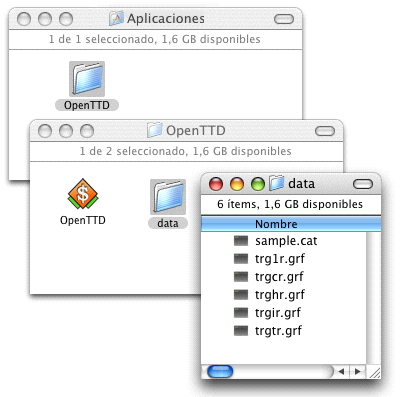 Aplicaciones
1 de 1 seleccionado, 1,6 GB disponibles
OpenTTD
OpenTTD
1 de 2 seleccionado, 1,6 GB disponibles
OpenTTD
data
data
6 ítems, 1,6 GB disponibles
Nombre
sample.cat
trg1r.grf
trgcr.grf
trghr.grf
trgir.grf
trgtr.grf